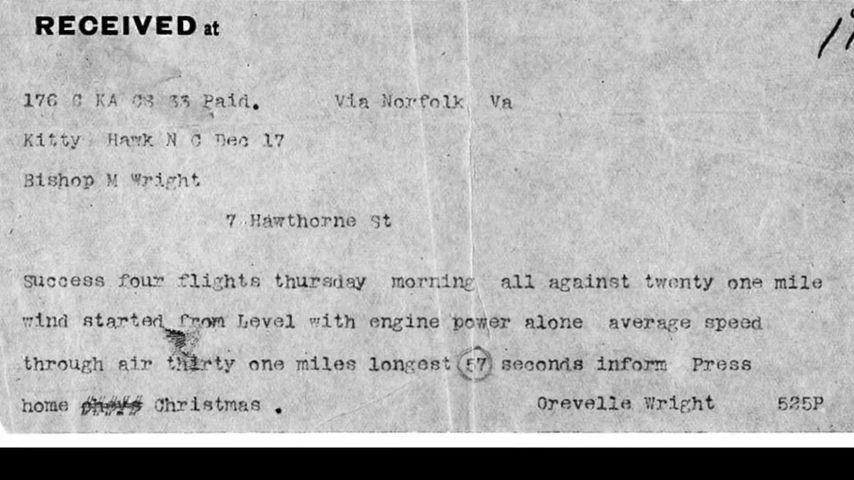 RECEIVED at
176 C KA CS 33 Paid. Via Norfolk Va
Kitty Hawk N C Dec 17
Bishop M Wright
7 Hawthorne St
Success four flights thursday morning all against twenty one mile
wind started from Level with engine power alone average speed
through air thirty one miles longest 57 seconds inform Press
home Christmas . Orevelle Wright 525P